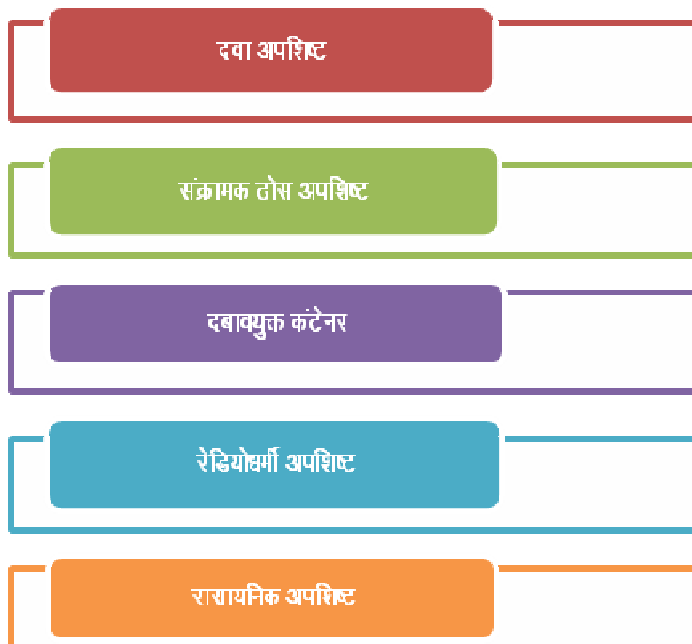 दवा अपशिष्ट
संक्रामक ठोस अपशिष्ट
दबावयुक्त कंटेनर
रेडियोधर्मी अपशिष्ट
रासायनिक अपशिष्ट